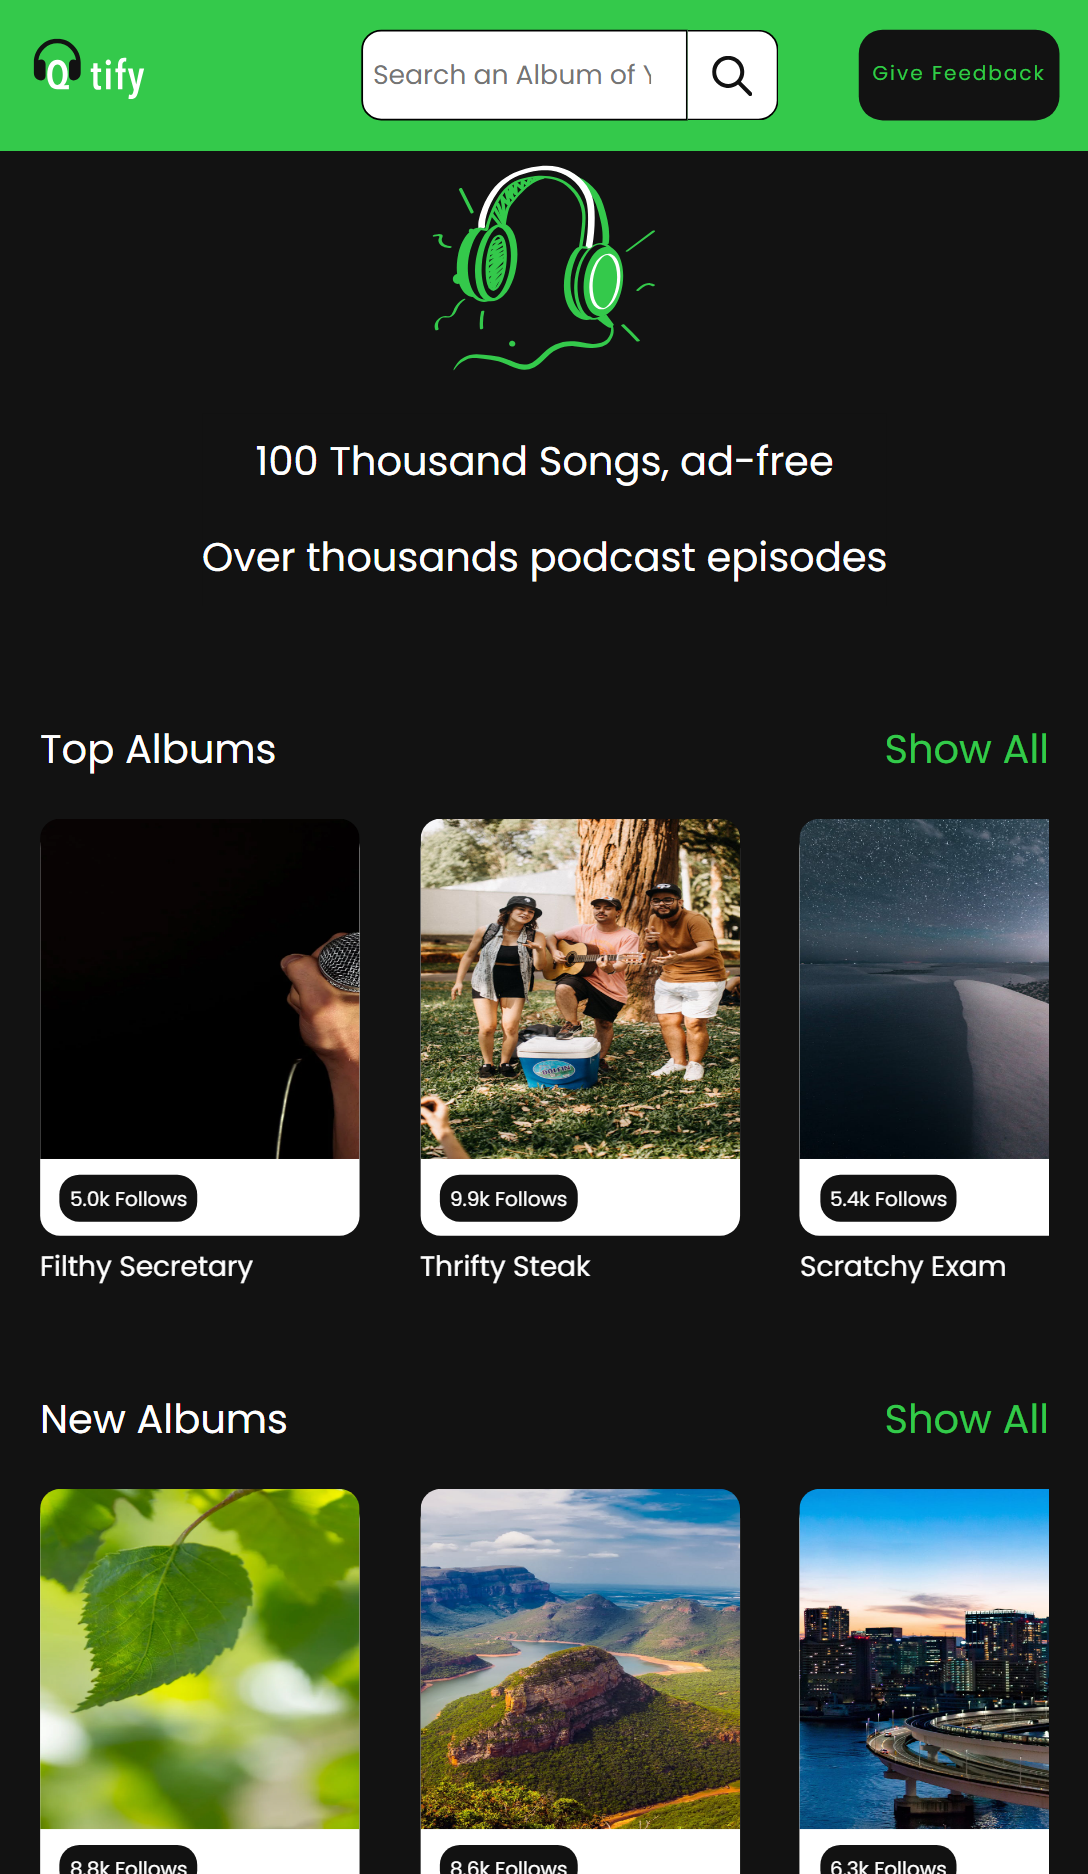 Qtify
Search an Album of
Give Feedback
100 Thousand Songs, ad-free
Over thousands podcast episodes
Top Albums
Show All
5.0k Follows
9.9k Follows
5.4k Follows
Filthy Secretary
Thrifty Steak
Scratchy Exam
New Albums
Show All
8.8k Follows
8.6k Follows
6.3k Follows